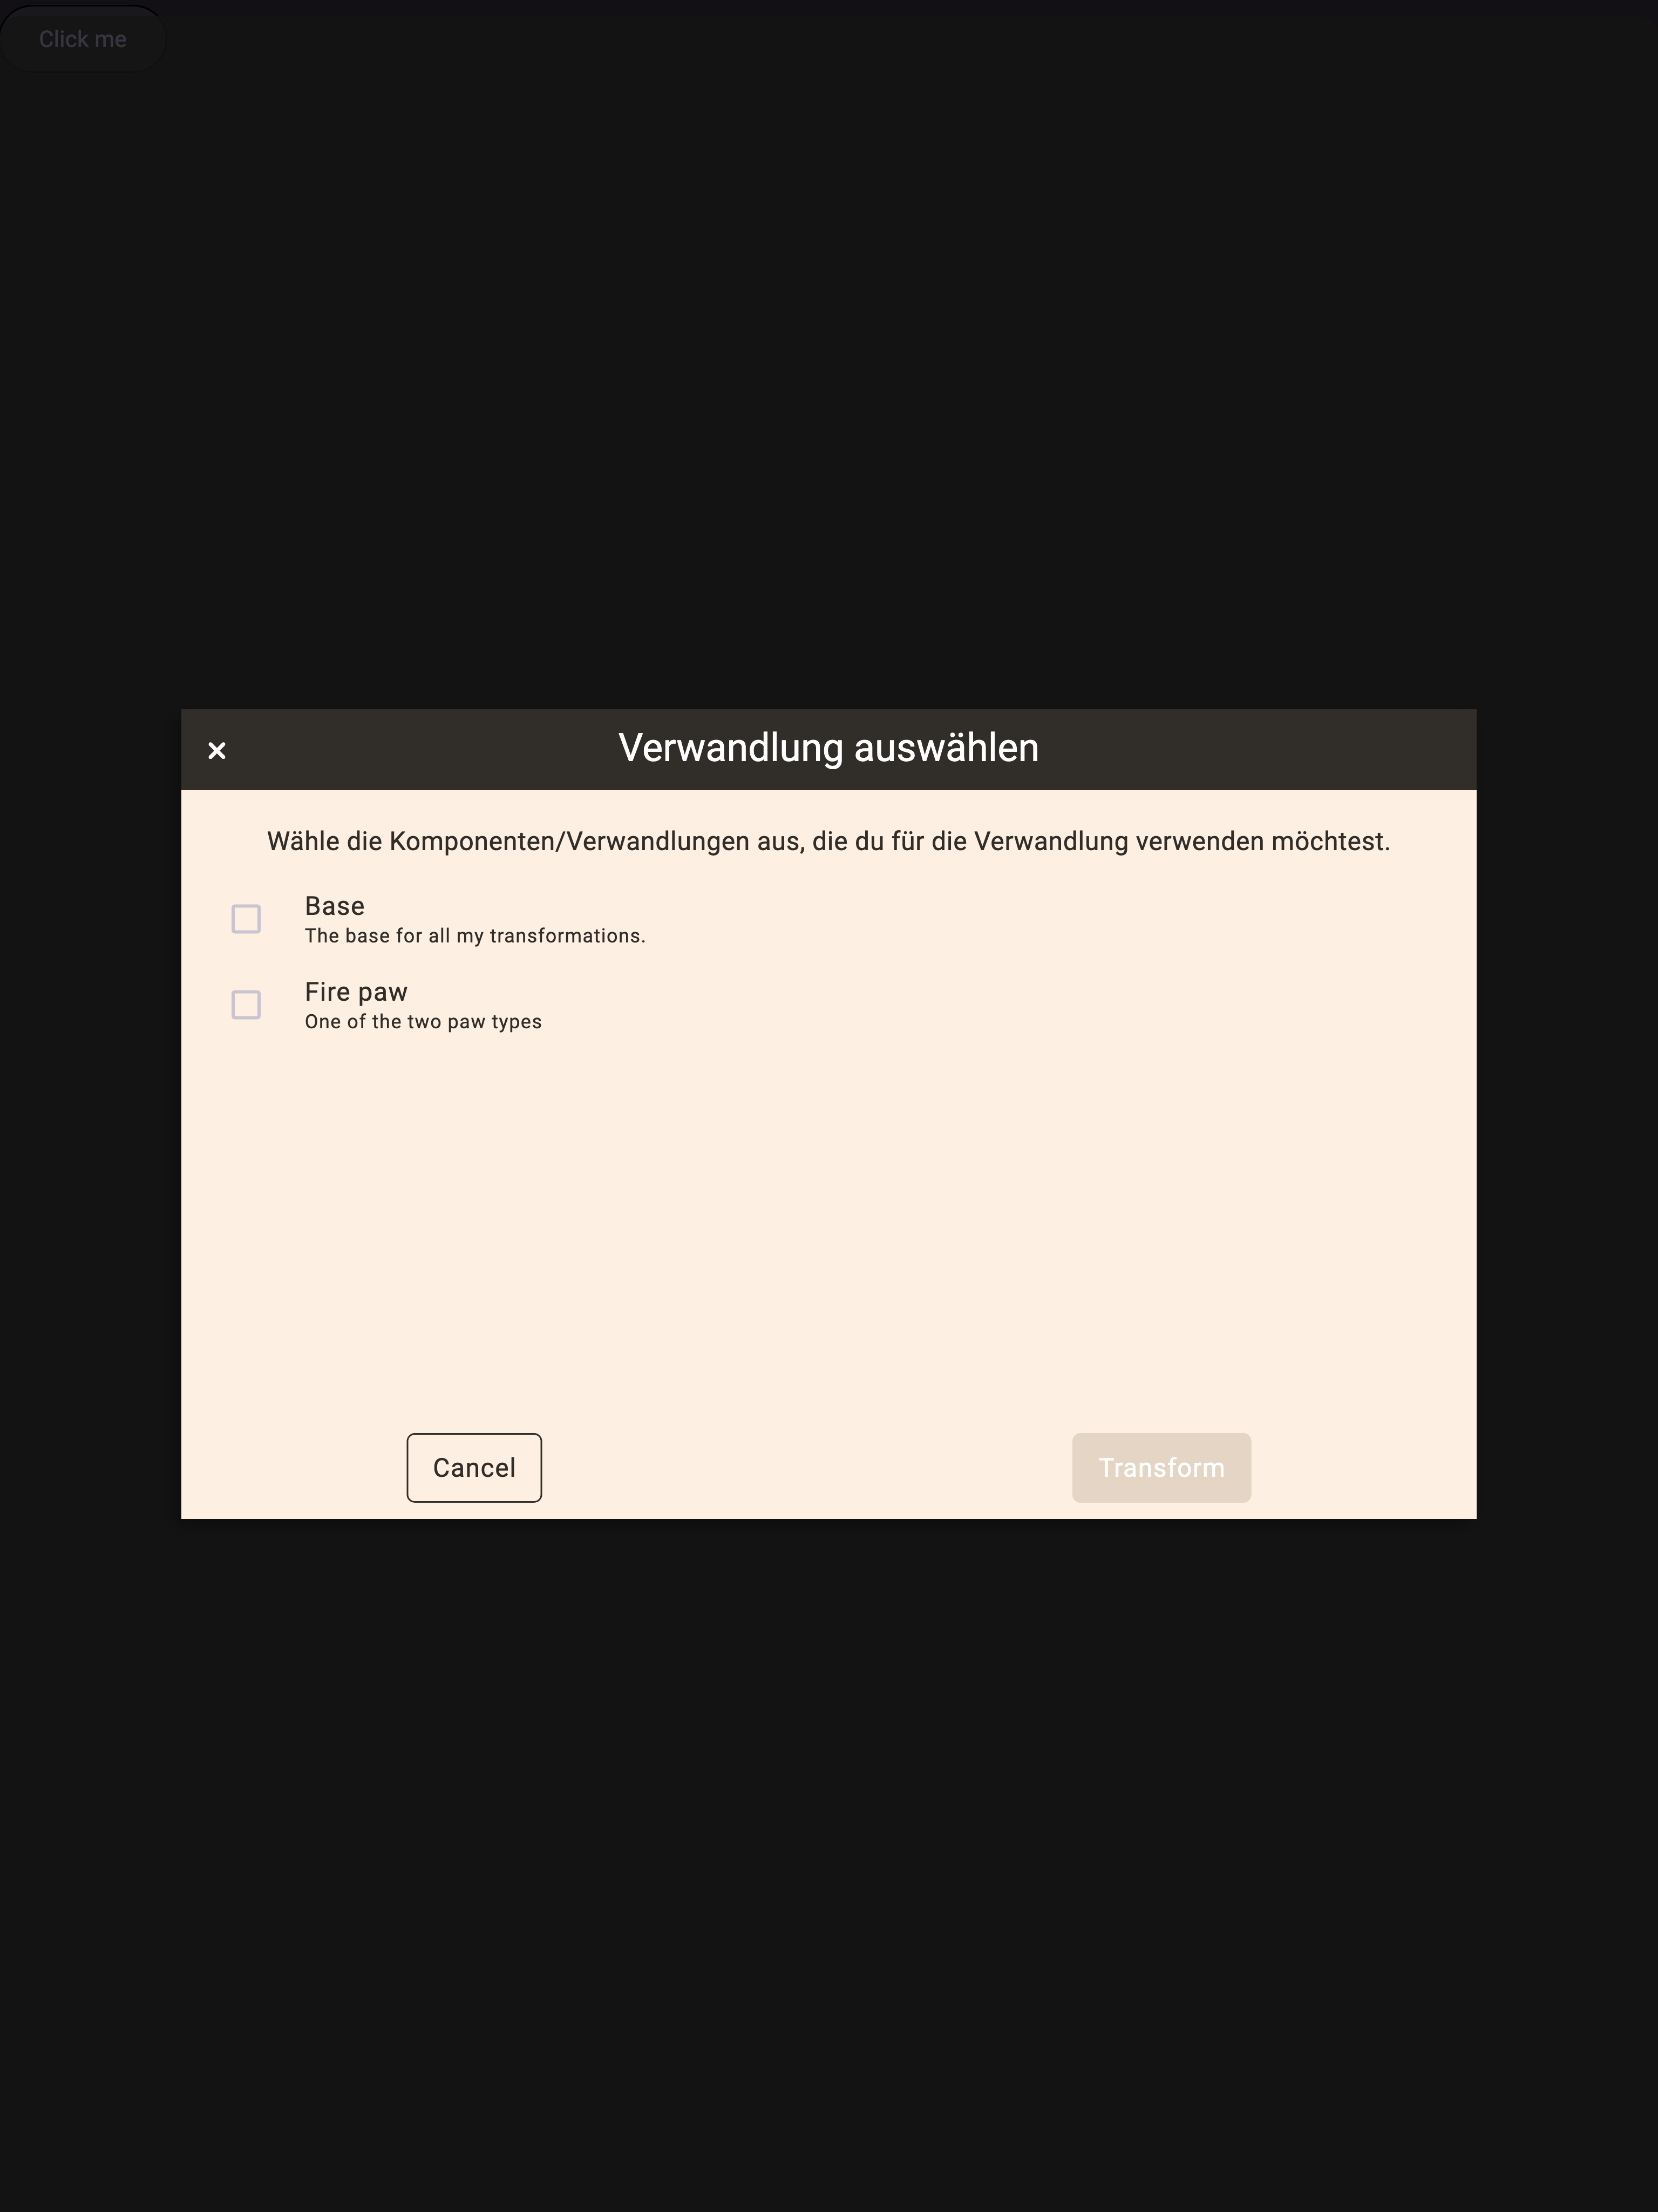 Click me
Verwandlung auswählen
Wähle die Komponenten/Verwandlungen aus, die du für die Verwandlung verwenden möchtest.
Base
The base for all my transformations.
Fire paw
One of the two paw types
Cancel
Transform